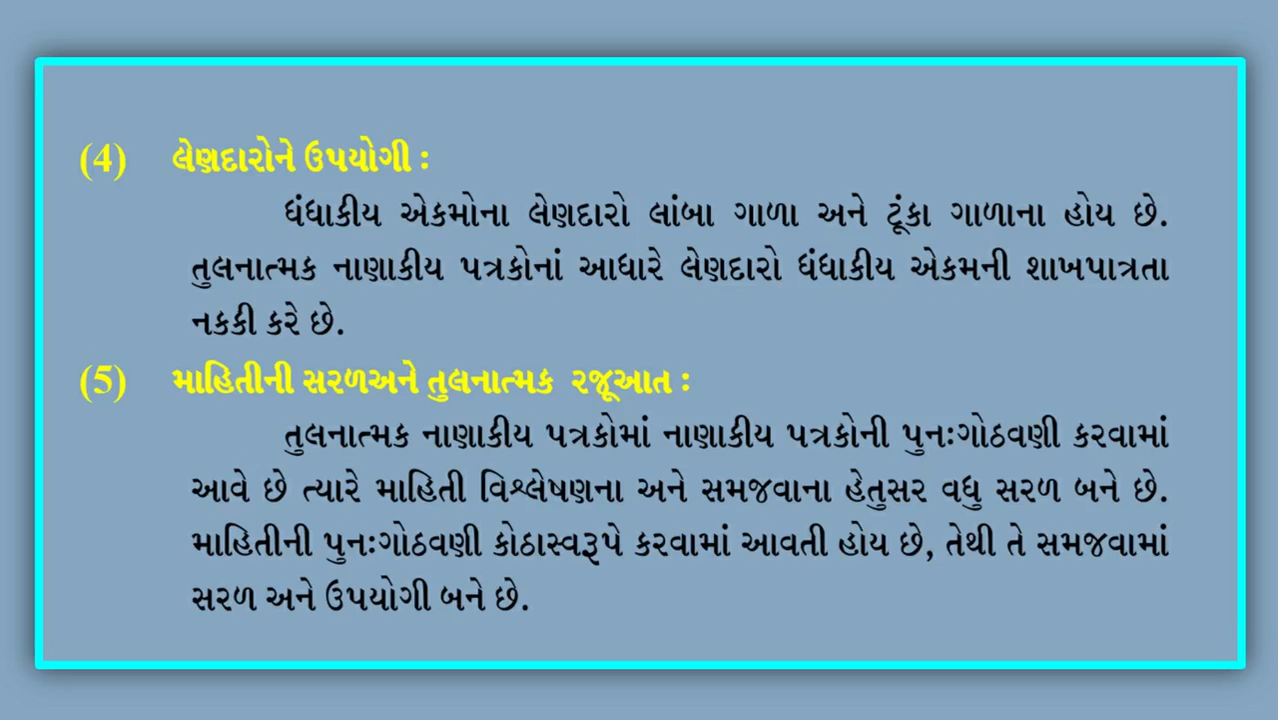 (4) લેણદારોને ઉપયોગી :
ધંધાકીય એકમોના લેણદારો લાંબા ગાળા અને ટૂંકા ગાળાના હોય છે.
તુલનાત્મક નાણાકીય પત્રકોનાં આધારે લેણદારો ધંધાકીય એકમની શાખપાત્રતા
નકકી કરે છે.
(5) માહિતીની સરળઅને તુલનાત્મક રજૂઆત :
તુલનાત્મક નાણાકીય પત્રકોમાં નાણાકીય પત્રકોની પુનઃગોઠવણી કરવામાં
આવે છે ત્યારે માહિતી વિશ્લેષણના અને સમજવાના હેતુસર વધુ સરળ બને છે.
માહિતીની પુનઃગોઠવણી કોઠાસ્વરૂપે કરવામાં આવતી હોય છે, તેથી તે સમજવામાં
સરળ અને ઉપયોગી બને છે.